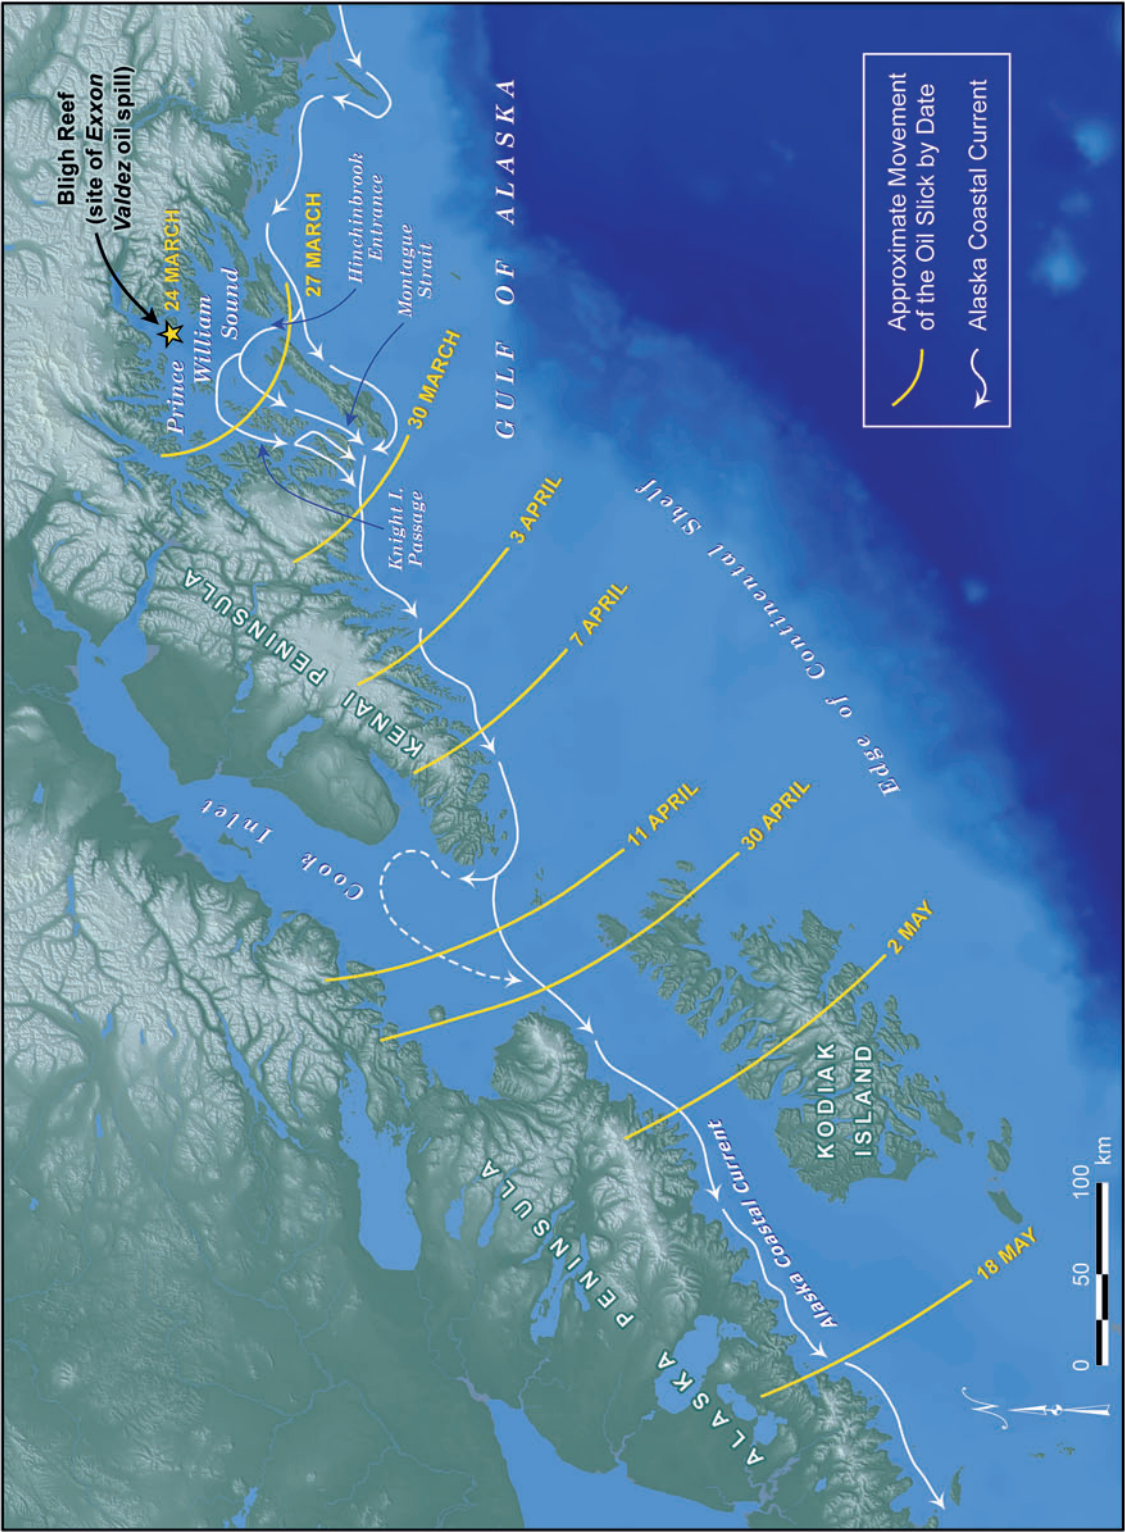 Bligh Reef
(site of Exxon
Valdez oil spill)
24 MARCH
Prince
William
Sound
27 MARCH
Hinchinbrook
Entrance
Montague
Strait
30 MARCH
Knight I.
Passage
GULF OF ALASKA
3 APRIL
7 APRIL
KENAI PENINSULA
Cook Inlet
11 APRIL
30 APRIL
Edge of Continental Shelf
2 MAY
KODIAK
ISLAND
ALASKA PENINSULA
Alaska Coastal Current
18 MAY
Approximate Movement
of the Oil Slick by Date
Alaska Coastal Current
N
0 50 100
km